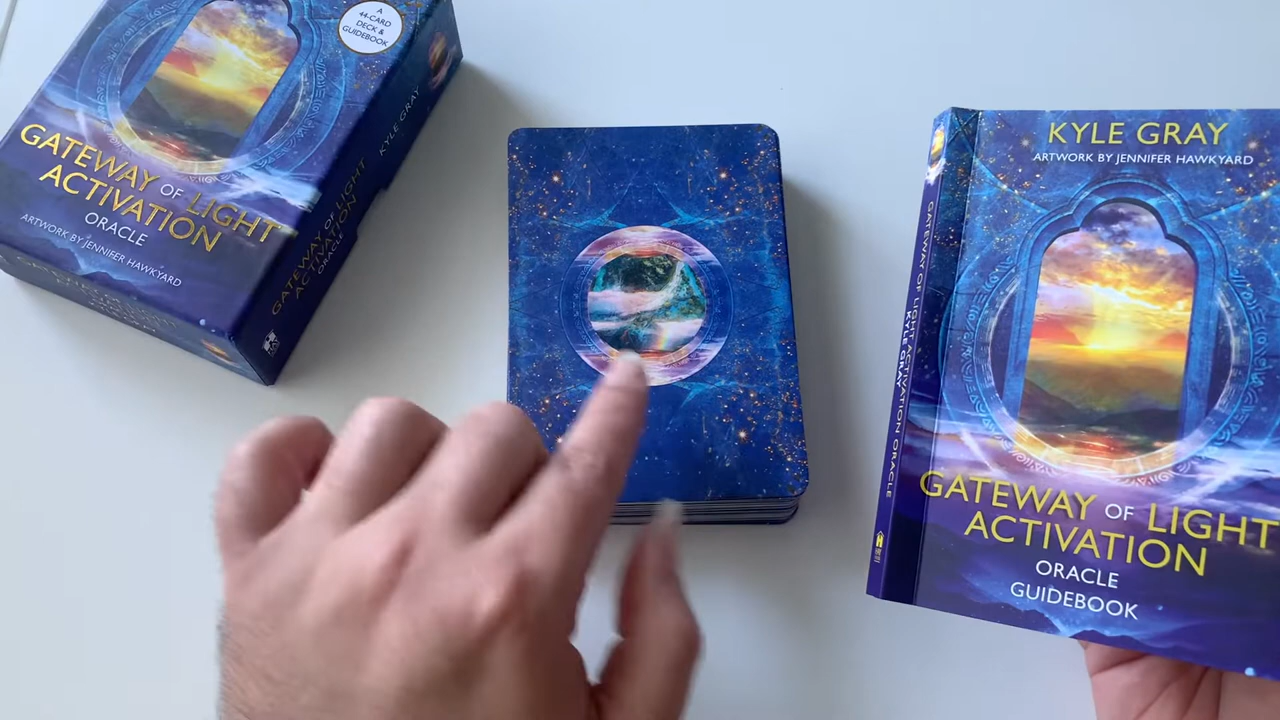 A
44-CARD
DECK &
GUIDEBOOK
GATEWAY OF LIGHT
ACTIVATION
ORACLE
ARTWORK BY JENNIFER HAWKYARD
KYLE GRAY
GATEWAY OF LIGHT
ACTIVATION
ORACLE
GATEWAY OF LIGHT ACTIVATION ORACLE
KYLE GRAY
KYLE GRAY
ARTWORK BY JENNIFER HAWKYARD
GATEWAY OF LIGHT
ACTIVATION
ORACLE
GUIDEBOOK